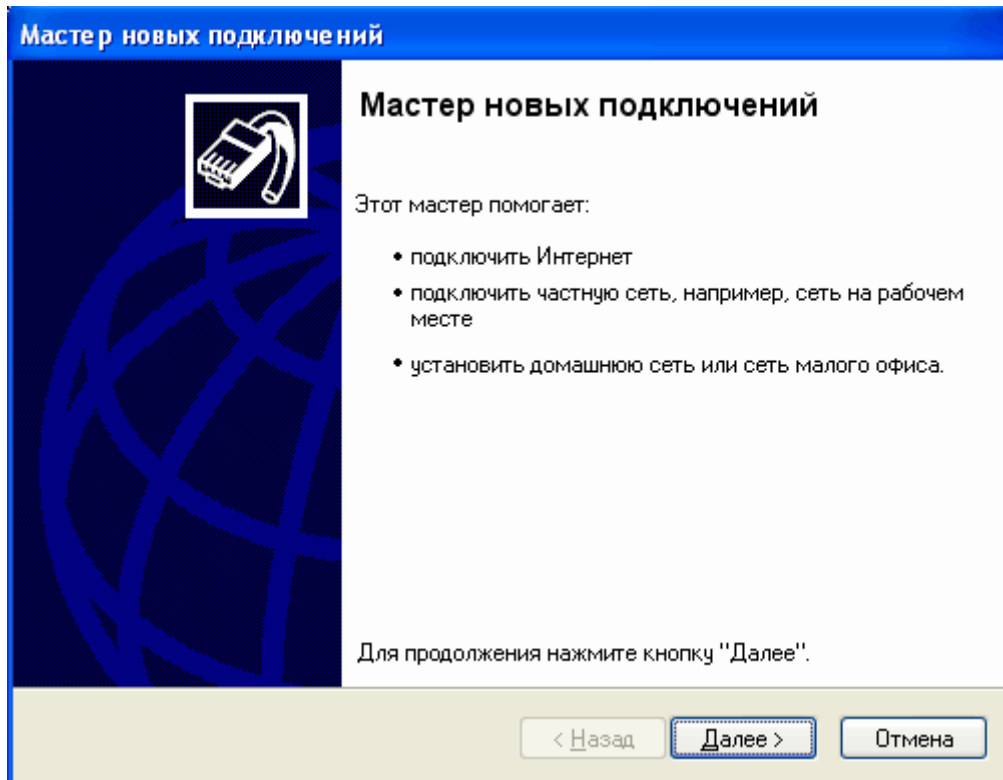 Мастер новых подключений
Мастер новых подключений
Этот мастер помогает:
• подключить Интернет
• подключить частную сеть, например, сеть на рабочем
месте
• установить домашнюю сеть или сеть малого офиса.
Для продолжения нажмите кнопку "Далее".
< Назад Далее > Отмена